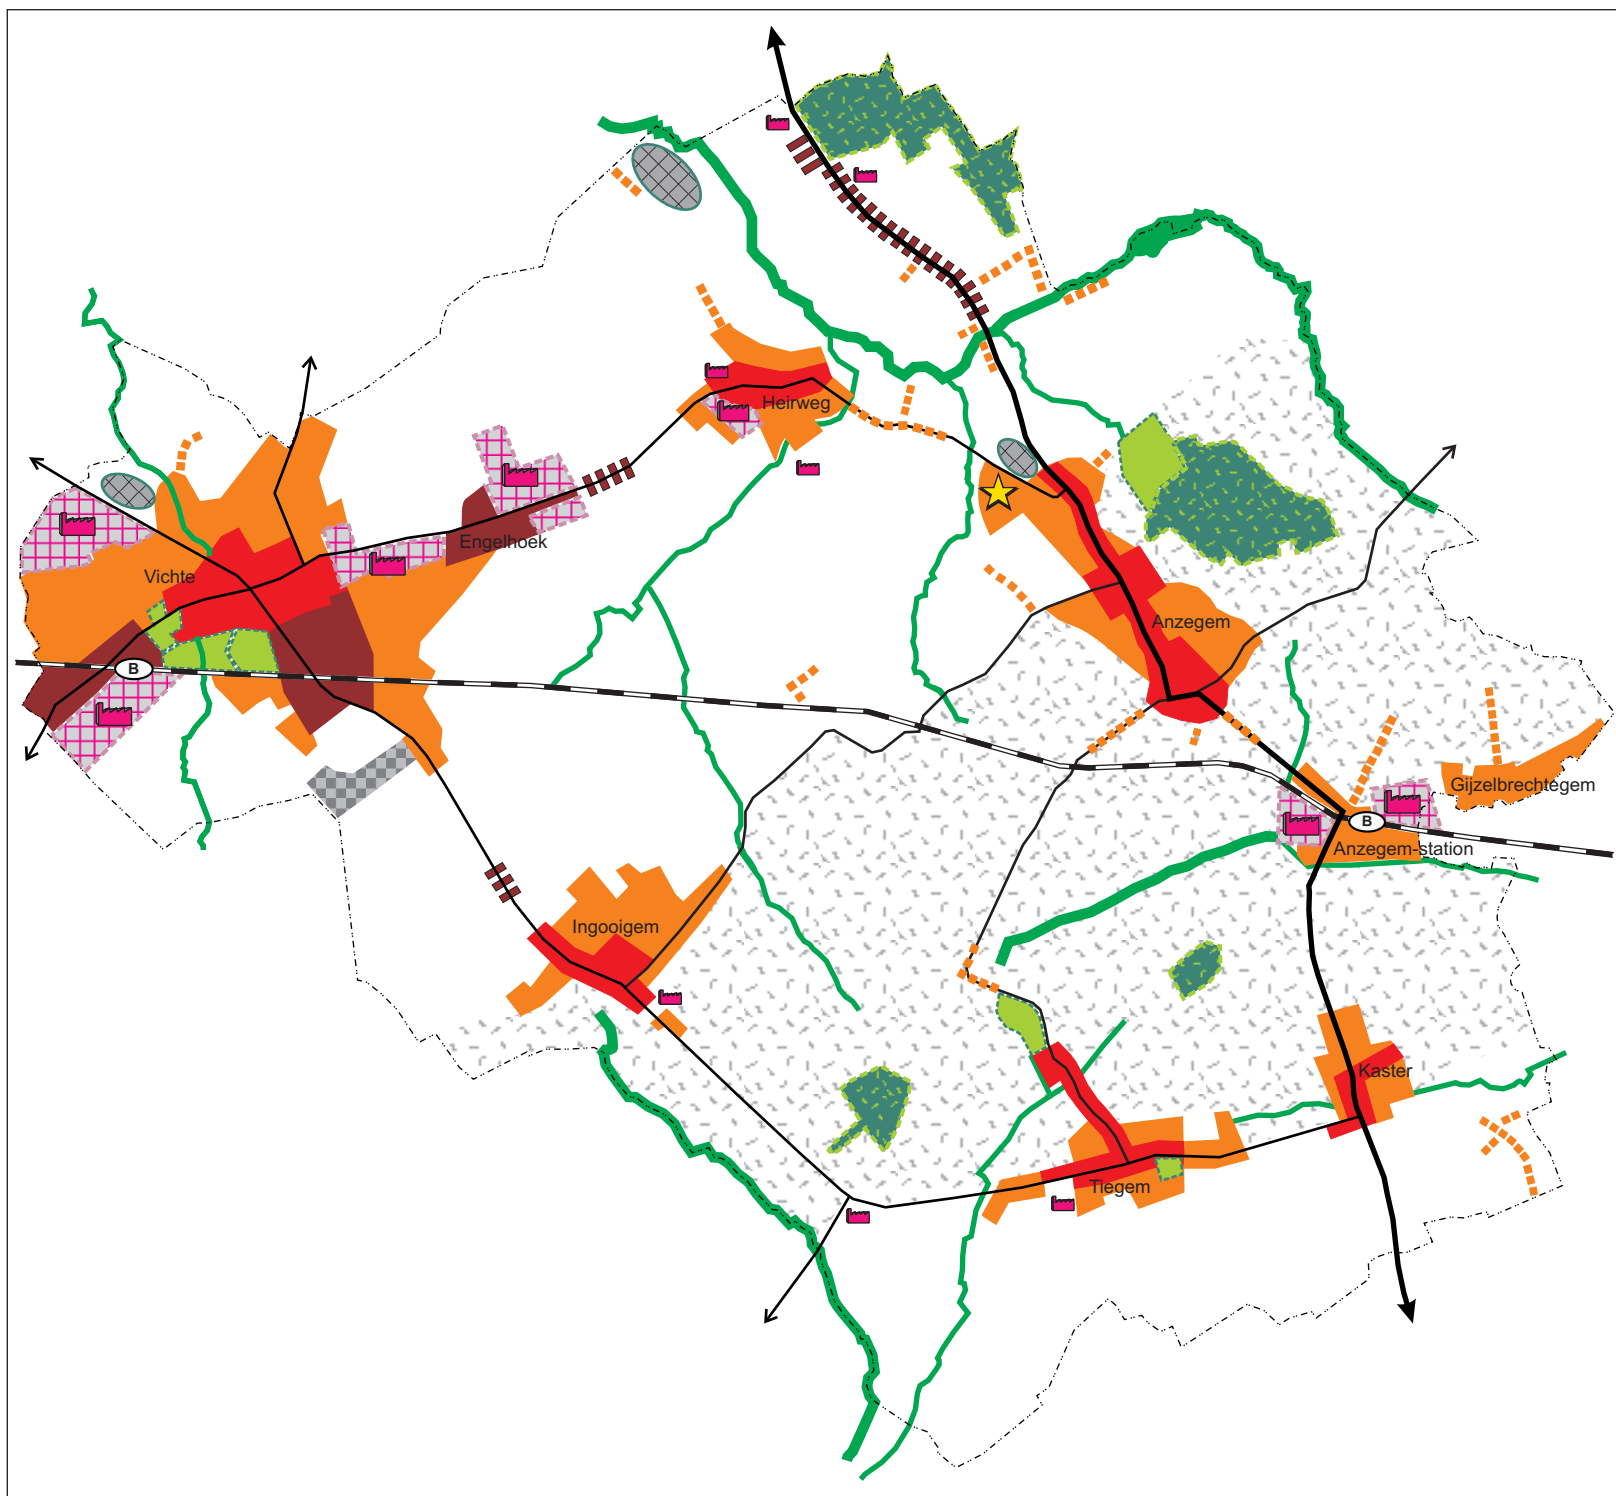 Heirweg
Engelhoek
Vichte
Anzegem
B
Gijzelbrechtegem
B
Anzegem-station
Ingooigem
Kaster
Tiegem